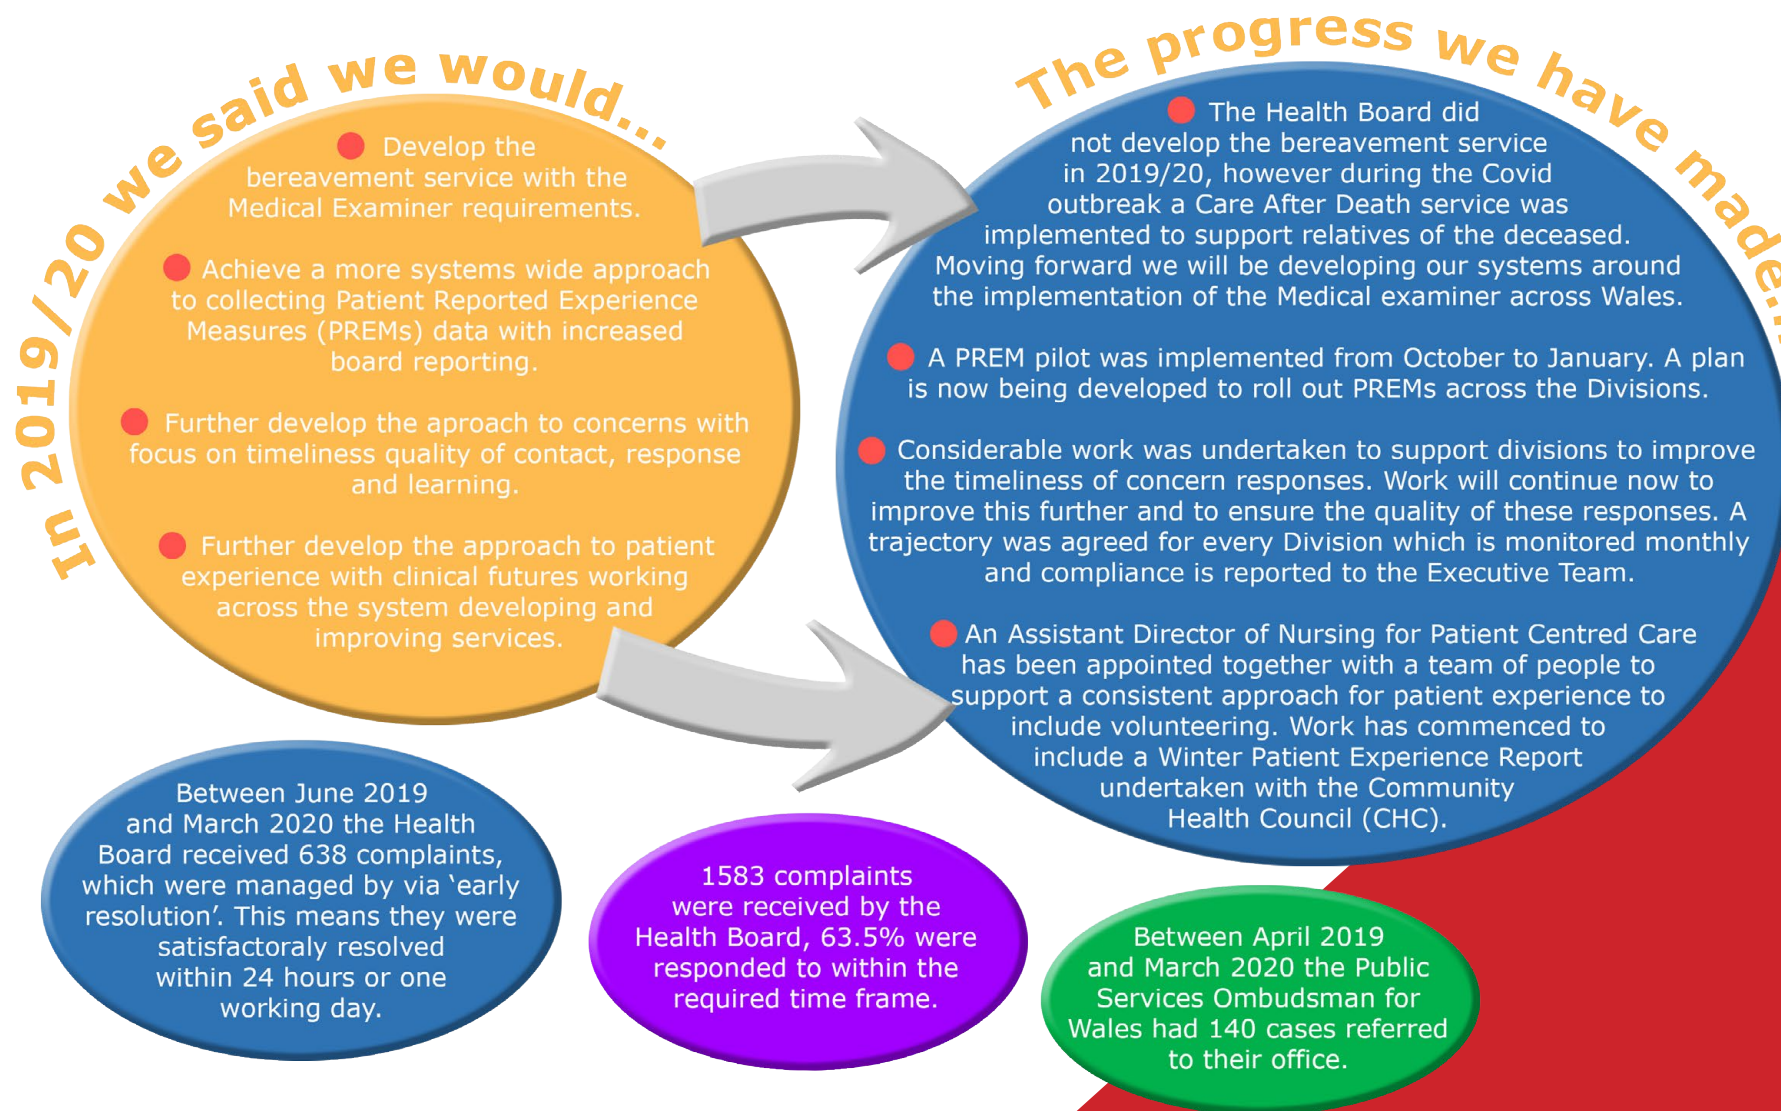 In 2019/20 we said we would...
● Develop the
bereavement service with the
Medical Examiner requirements.
● Achieve a more systems wide approach
to collecting Patient Reported Experience
Measures (PREMs) data with increased
board reporting.
● Further develop the aproach to concerns with
focus on timeliness quality of contact, response
and learning.
● Further develop the approach to patient
experience with clinical futures working
across the system developing and
improving services.
The progress we have made...
● The Health Board did
not develop the bereavement service
in 2019/20, however during the Covid
outbreak a Care After Death service was
implemented to support relatives of the deceased.
Moving forward we will be developing our systems around
the implementation of the Medical examiner across Wales.
● A PREM pilot was implemented from October to January. A plan
is now being developed to roll out PREMs across the Divisions.
● Considerable work was undertaken to support divisions to improve
the timeliness of concern responses. Work will continue now to
improve this further and to ensure the quality of these responses. A
trajectory was agreed for every Division which is monitored monthly
and compliance is reported to the Executive Team.
● An Assistant Director of Nursing for Patient Centred Care
has been appointed together with a team of people to
support a consistent approach for patient experience to
include volunteering. Work has commenced to
include a Winter Patient Experience Report
undertaken with the Community
Health Council (CHC).
Between June 2019
and March 2020 the Health
Board received 638 complaints,
which were managed by via ‘early
resolution’. This means they were
satisfactoraly resolved
within 24 hours or one
working day.
1583 complaints
were received by the
Health Board, 63.5% were
responded to within the
required time frame.
Between April 2019
and March 2020 the Public
Services Ombudsman for
Wales had 140 cases referred
to their office.